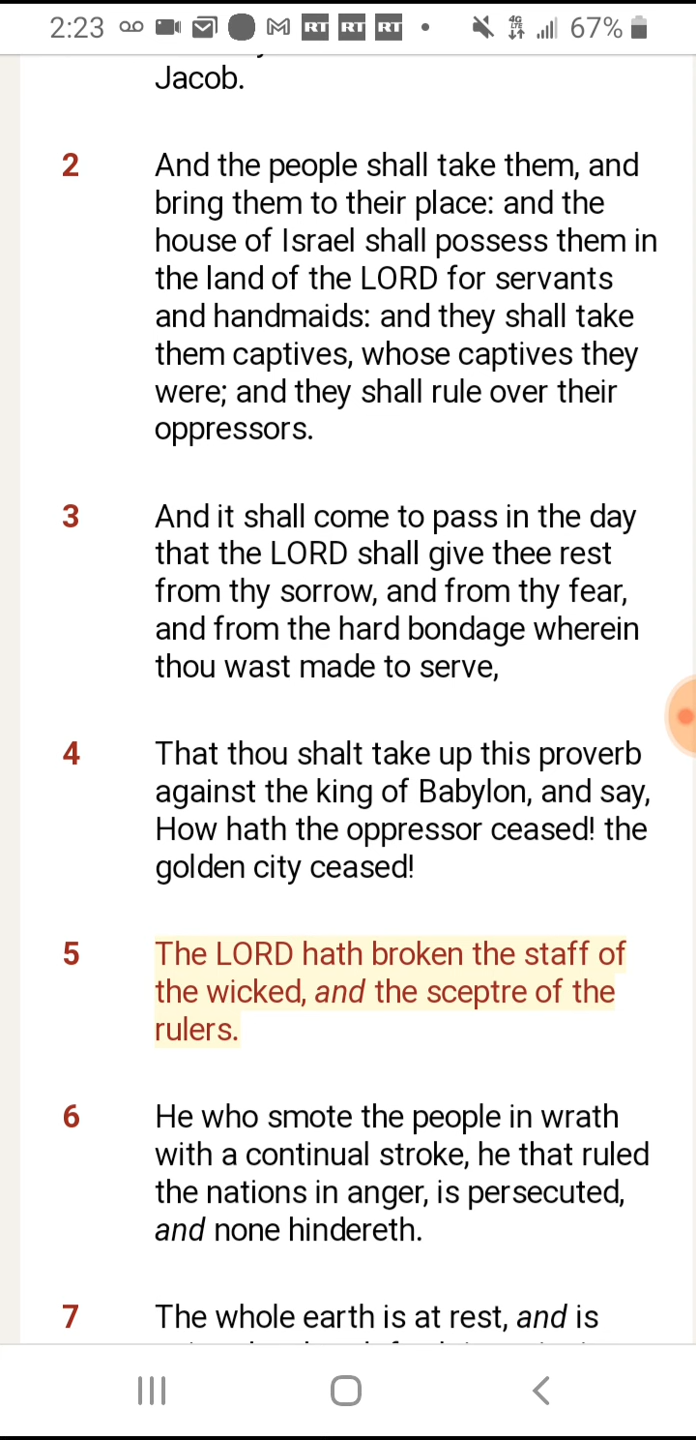 2:23 RT RT RT 4G LTE 67%
Jacob.
2 And the people shall take them, and
bring them to their place: and the
house of Israel shall possess them in
the land of the LORD for servants
and handmaids: and they shall take
them captives, whose captives they
were; and they shall rule over their
oppressors.
3 And it shall come to pass in the day
that the LORD shall give thee rest
from thy sorrow, and from thy fear,
and from the hard bondage wherein
thou wast made to serve,
4 That thou shalt take up this proverb
against the king of Babylon, and say,
How hath the oppressor ceased! the
golden city ceased!
5 The LORD hath broken the staff of
the wicked, and the sceptre of the
rulers.
6 He who smote the people in wrath
with a continual stroke, he that ruled
the nations in anger, is persecuted,
and none hindereth.
7 The whole earth is at rest, and is